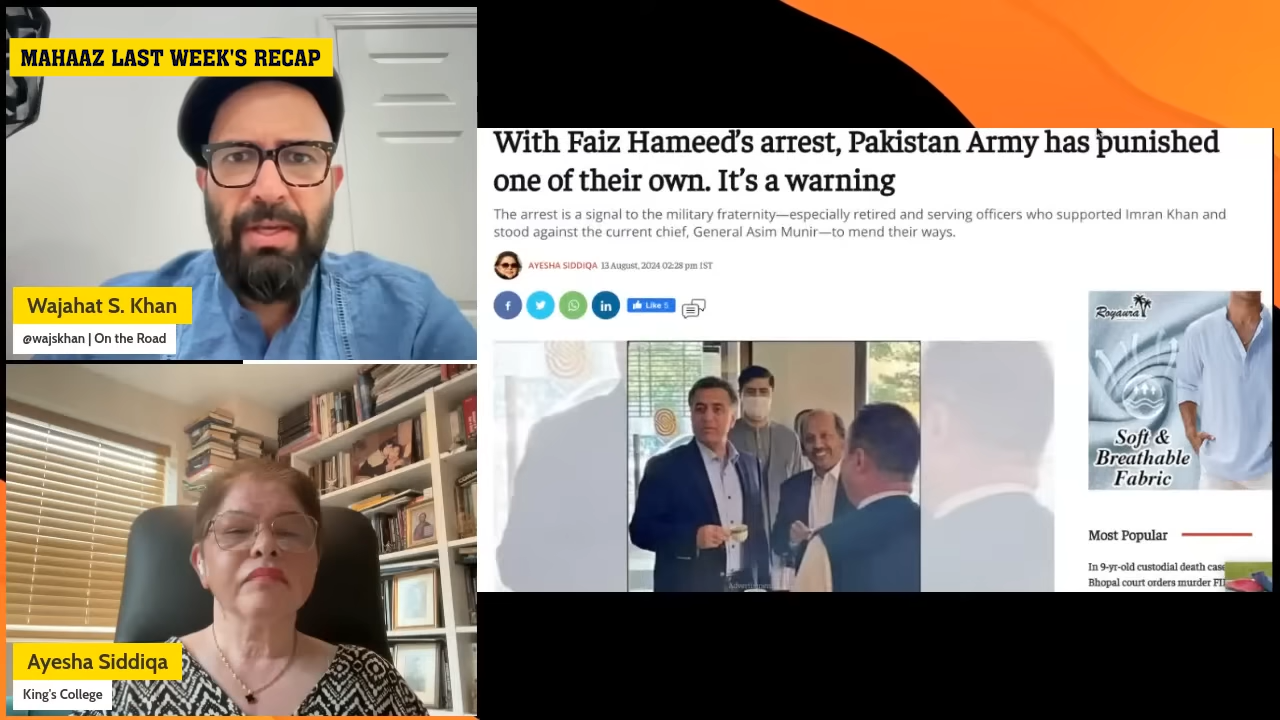 MAHAAZ LAST WEEK'S RECAP
Wajahat S. Khan
@wajskhan | On the Road
Ayesha Siddiqa
King's College
With Faiz Hameed's arrest, Pakistan Army has punished
one of their own. It's a warning
The arrest is a signal to the military fraternity—especially retired and serving officers who supported Imran Khan and
stood against the current chief, General Asim Munir—to mend their ways.
AYESHA SIDDIQA 13 August, 2024 02:28 pm IST
f
in
Like 5
Advertisement
Royaura
Soft &
Breathable
Fabric
Most Popular
In 9-yr-old custodial death case
Bhopal court orders murder FI